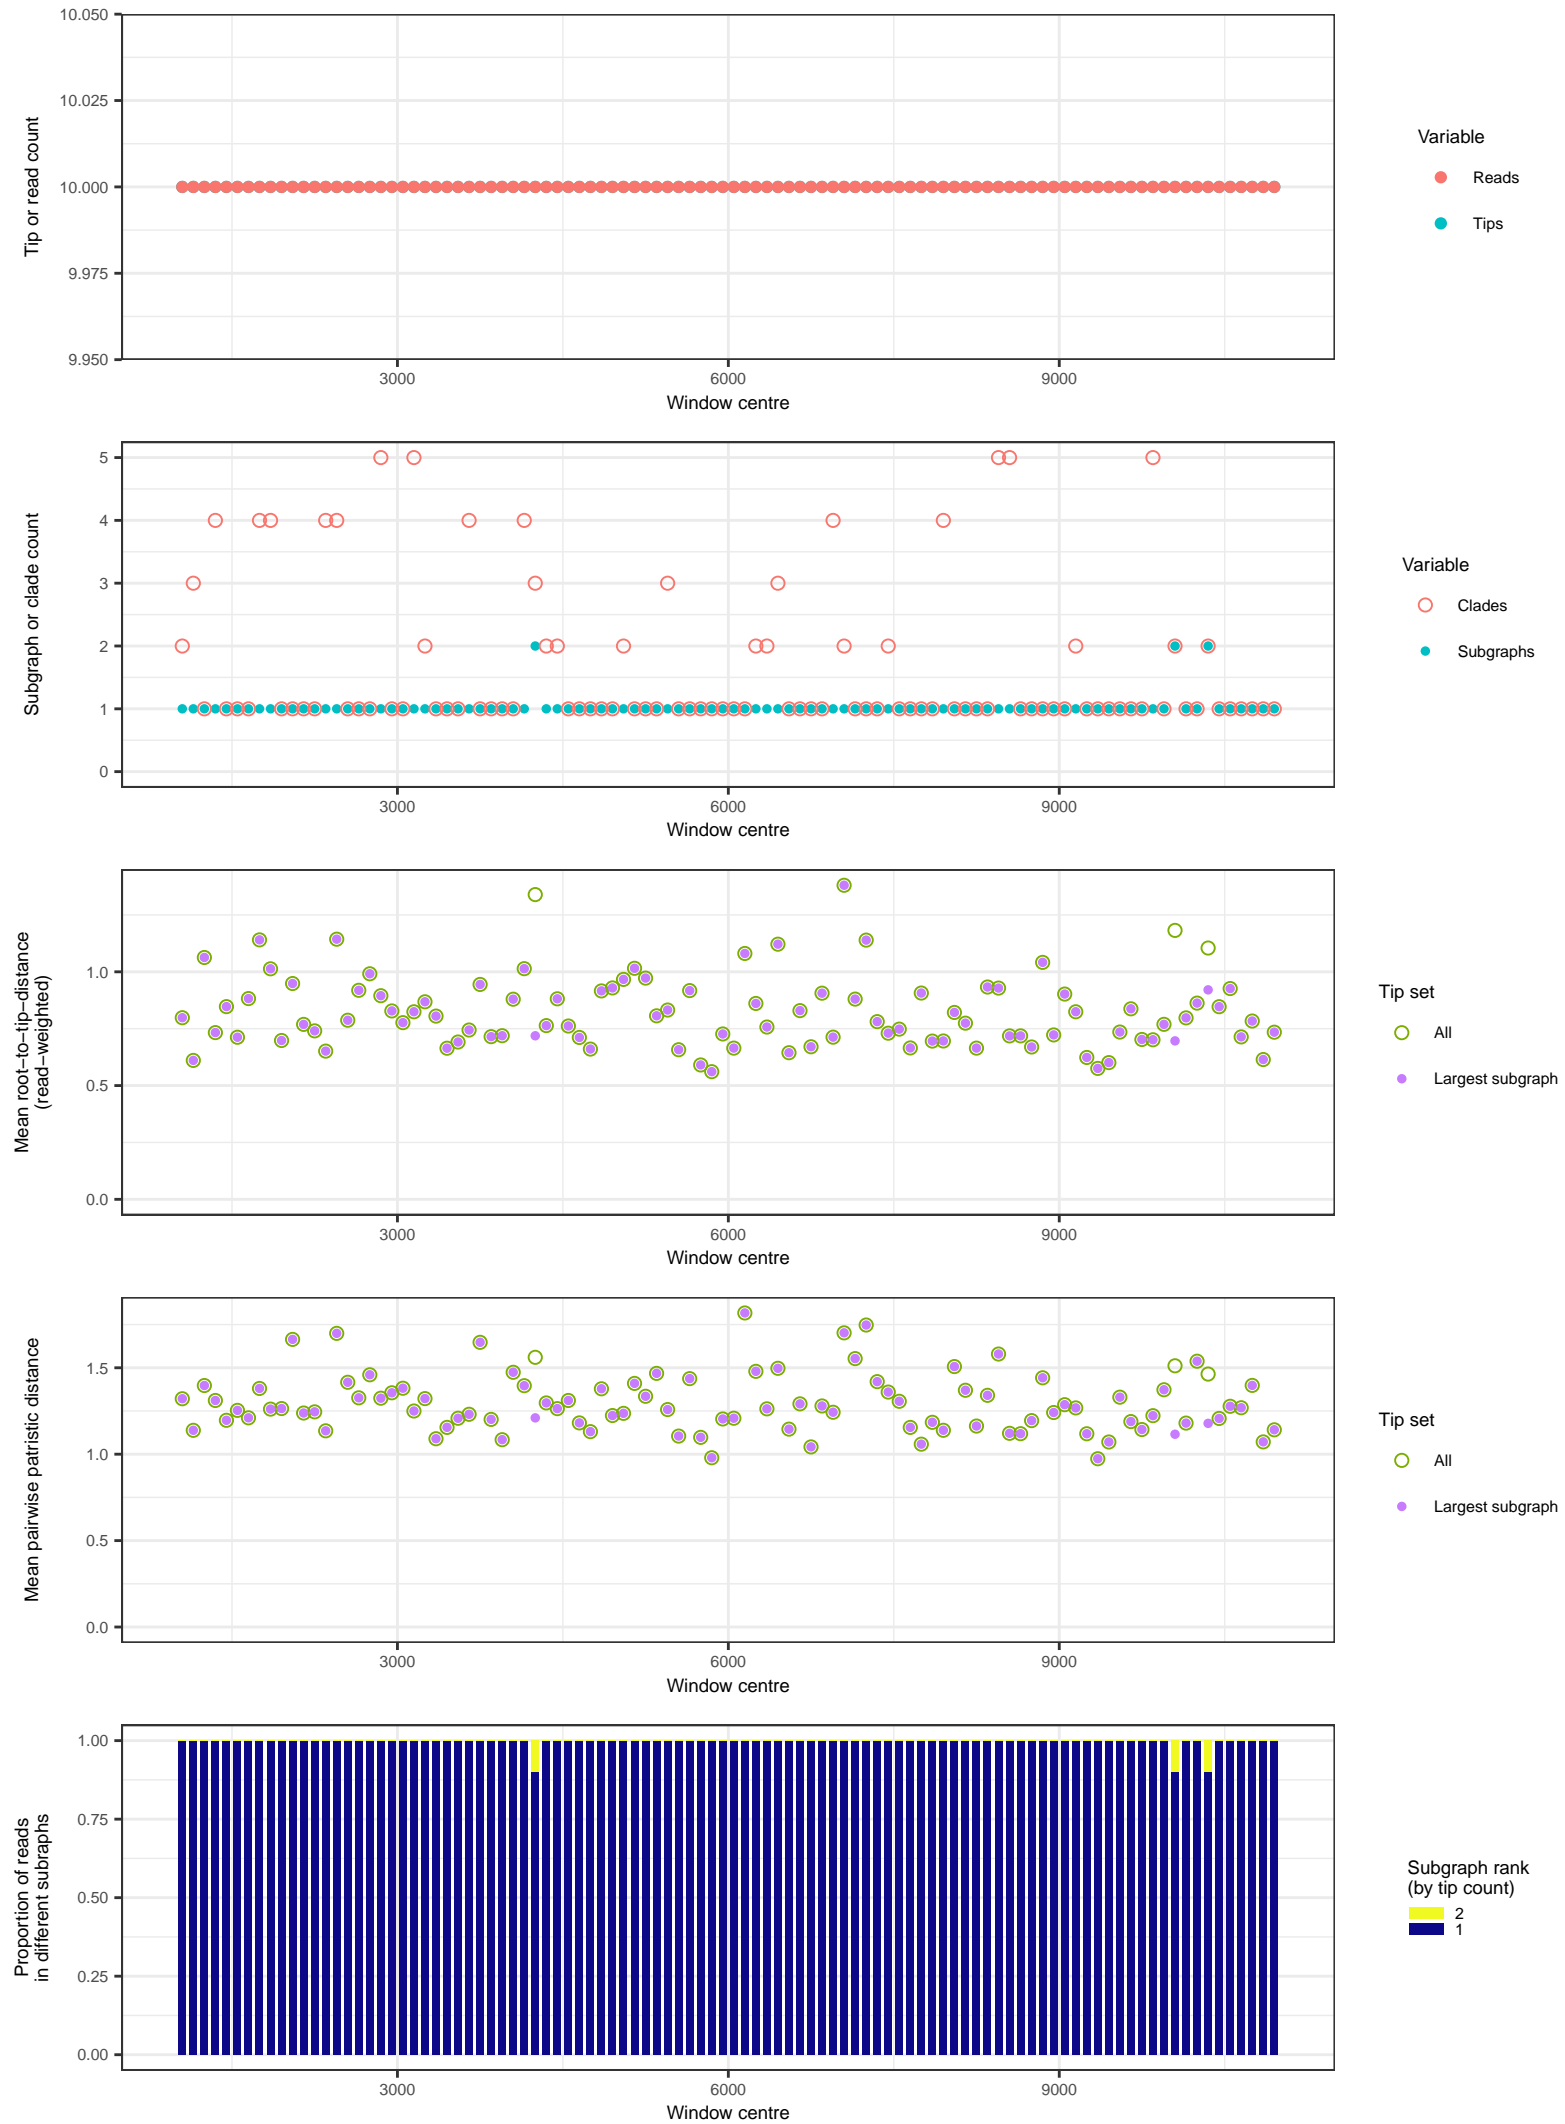 10.050
10.025
10.000
9.975
9.950
Tip or read count
3000 6000 9000
Window centre
Variable
Reads
Tips
5
4
3
2
1
0
Subgraph or clade count
3000 6000 9000
Window centre
Variable
Clades
Subgraphs
1.0
0.5
0.0
Mean root−to−tip−distance
(read−weighted)
3000 6000 9000
Window centre
Tip set
All
Largest subgraph
1.5
1.0
0.5
0.0
Mean pairwise patristic distance
3000 6000 9000
Window centre
Tip set
All
Largest subgraph
1.00
0.75
0.50
0.25
0.00
Proportion of reads
in different subraphs
3000 6000 9000
Window centre
Subgraph rank
(by tip count)
2
1